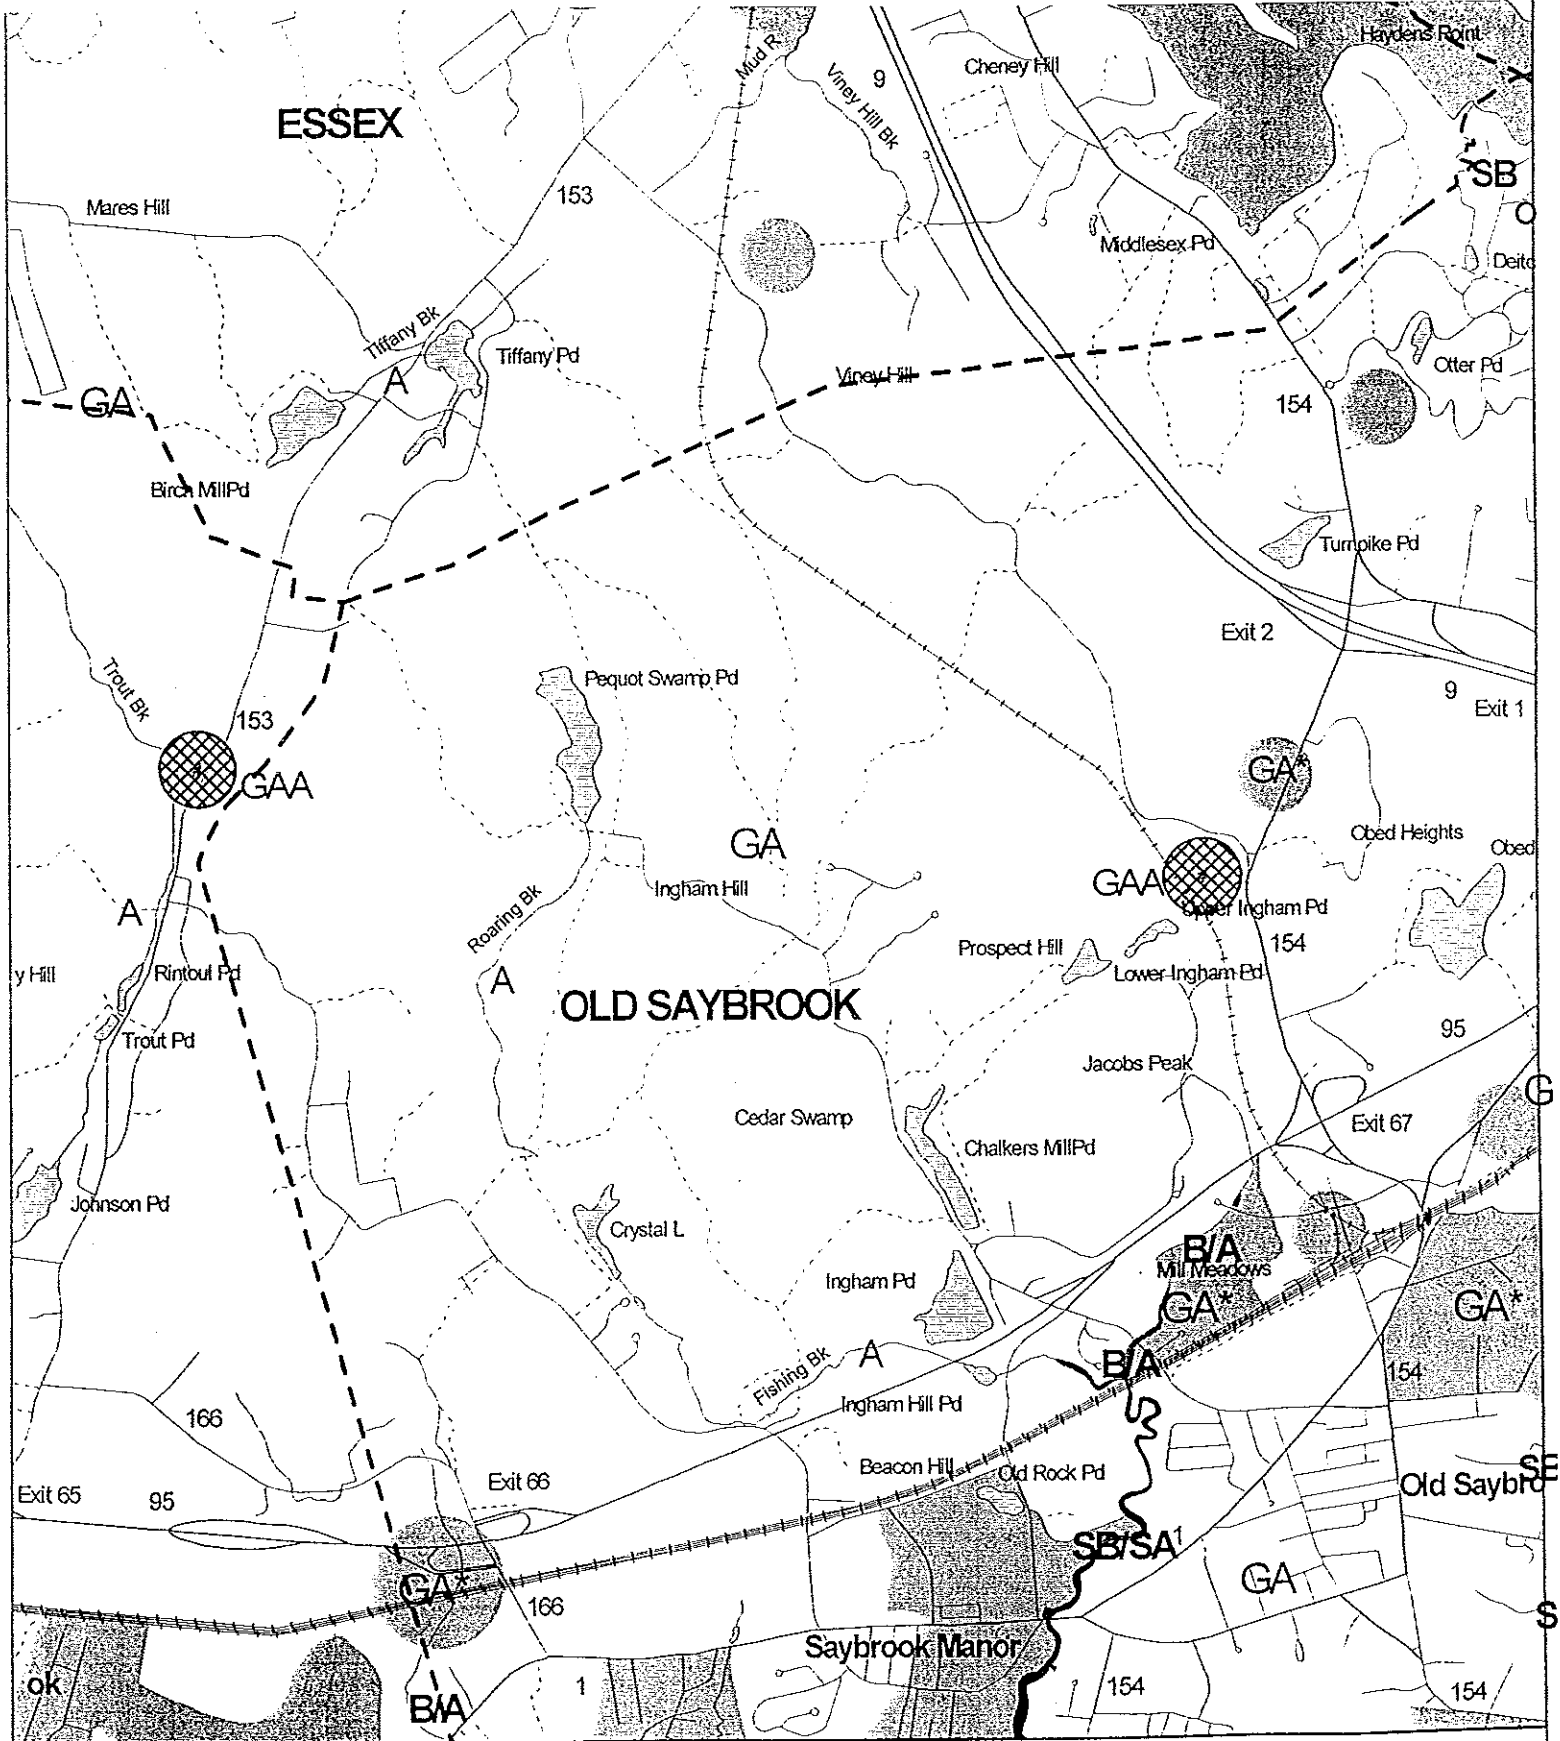 Haydens Point
Mud R
9
Cheney Hill
Viney Hill Bk
ESSEX
SB
153
Mares Hill
O
Middlesex Pd
Tiffany Bk
Tiffany Pd
Otter Pd
A
Viney Hill
GA
154
Birch MillPd
Turnpike Pd
Exit 2
Trout Bk
Pequot Swamp Pd
9
Exit 1
153
GAA
GA*
GA
Obed Heights
Obed
Ingham Hill
GAA
Upper Ingham Pd
A
Roaring Bk
Prospect Hill
154
y Hill
Rintoul Pd
Lower Ingham Pd
A
OLD SAYBROOK
Trout Pd
95
Jacobs Peak
G
Cedar Swamp
Exit 67
Chalkers MillPd
Johnson Pd
Crystal L
B/A
Mill Meadows
Ingham Pd
GA*
GA*
A
B/A
Fishing Bk
154
166
Ingham Hill Pd
Beacon Hill
Old Rock Pd
Exit 66
Exit 65
95
Old Saybro
SB/SA1
GA
GA*
166
S
Saybrook Manor
ok
1
154
154
B/A